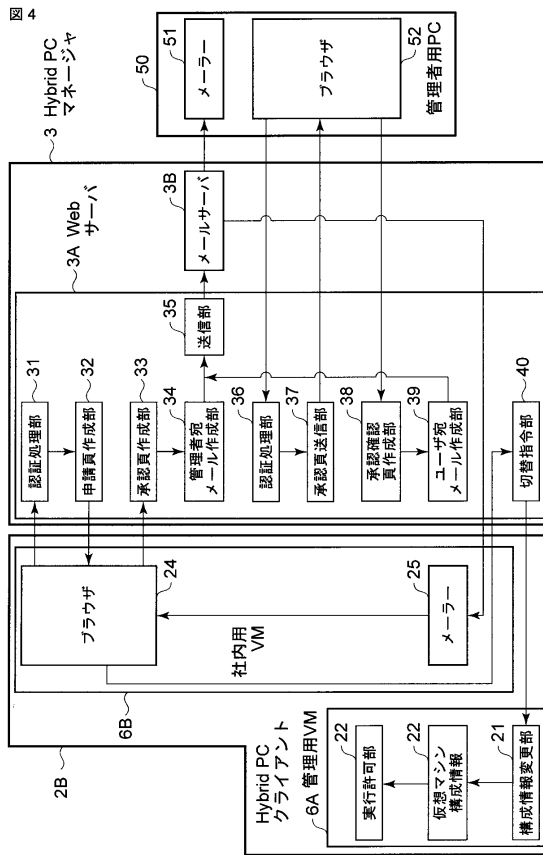 図4
3 Hybrid PC
マネージャ
3A Web
サーバ
31
認証処理部
32
申請頁作成部
33
承認頁作成部
34
管理者宛
メール作成部
35
送信部
3B
メールサーバ
36
認証処理部
37
承認頁送信部
38
承認確認
頁作成部
39
ユーザ宛
メール作成部
40
切替指令部
50
51
メーラー
52
ブラウザ
管理者用PC
ブラウザ
24
社内用
VM
25
メーラー
6B
2B
Hybrid PC
クライアント
6A 管理用VM
22
実行許可部
22
仮想マシン
構成情報
21
構成情報変更部